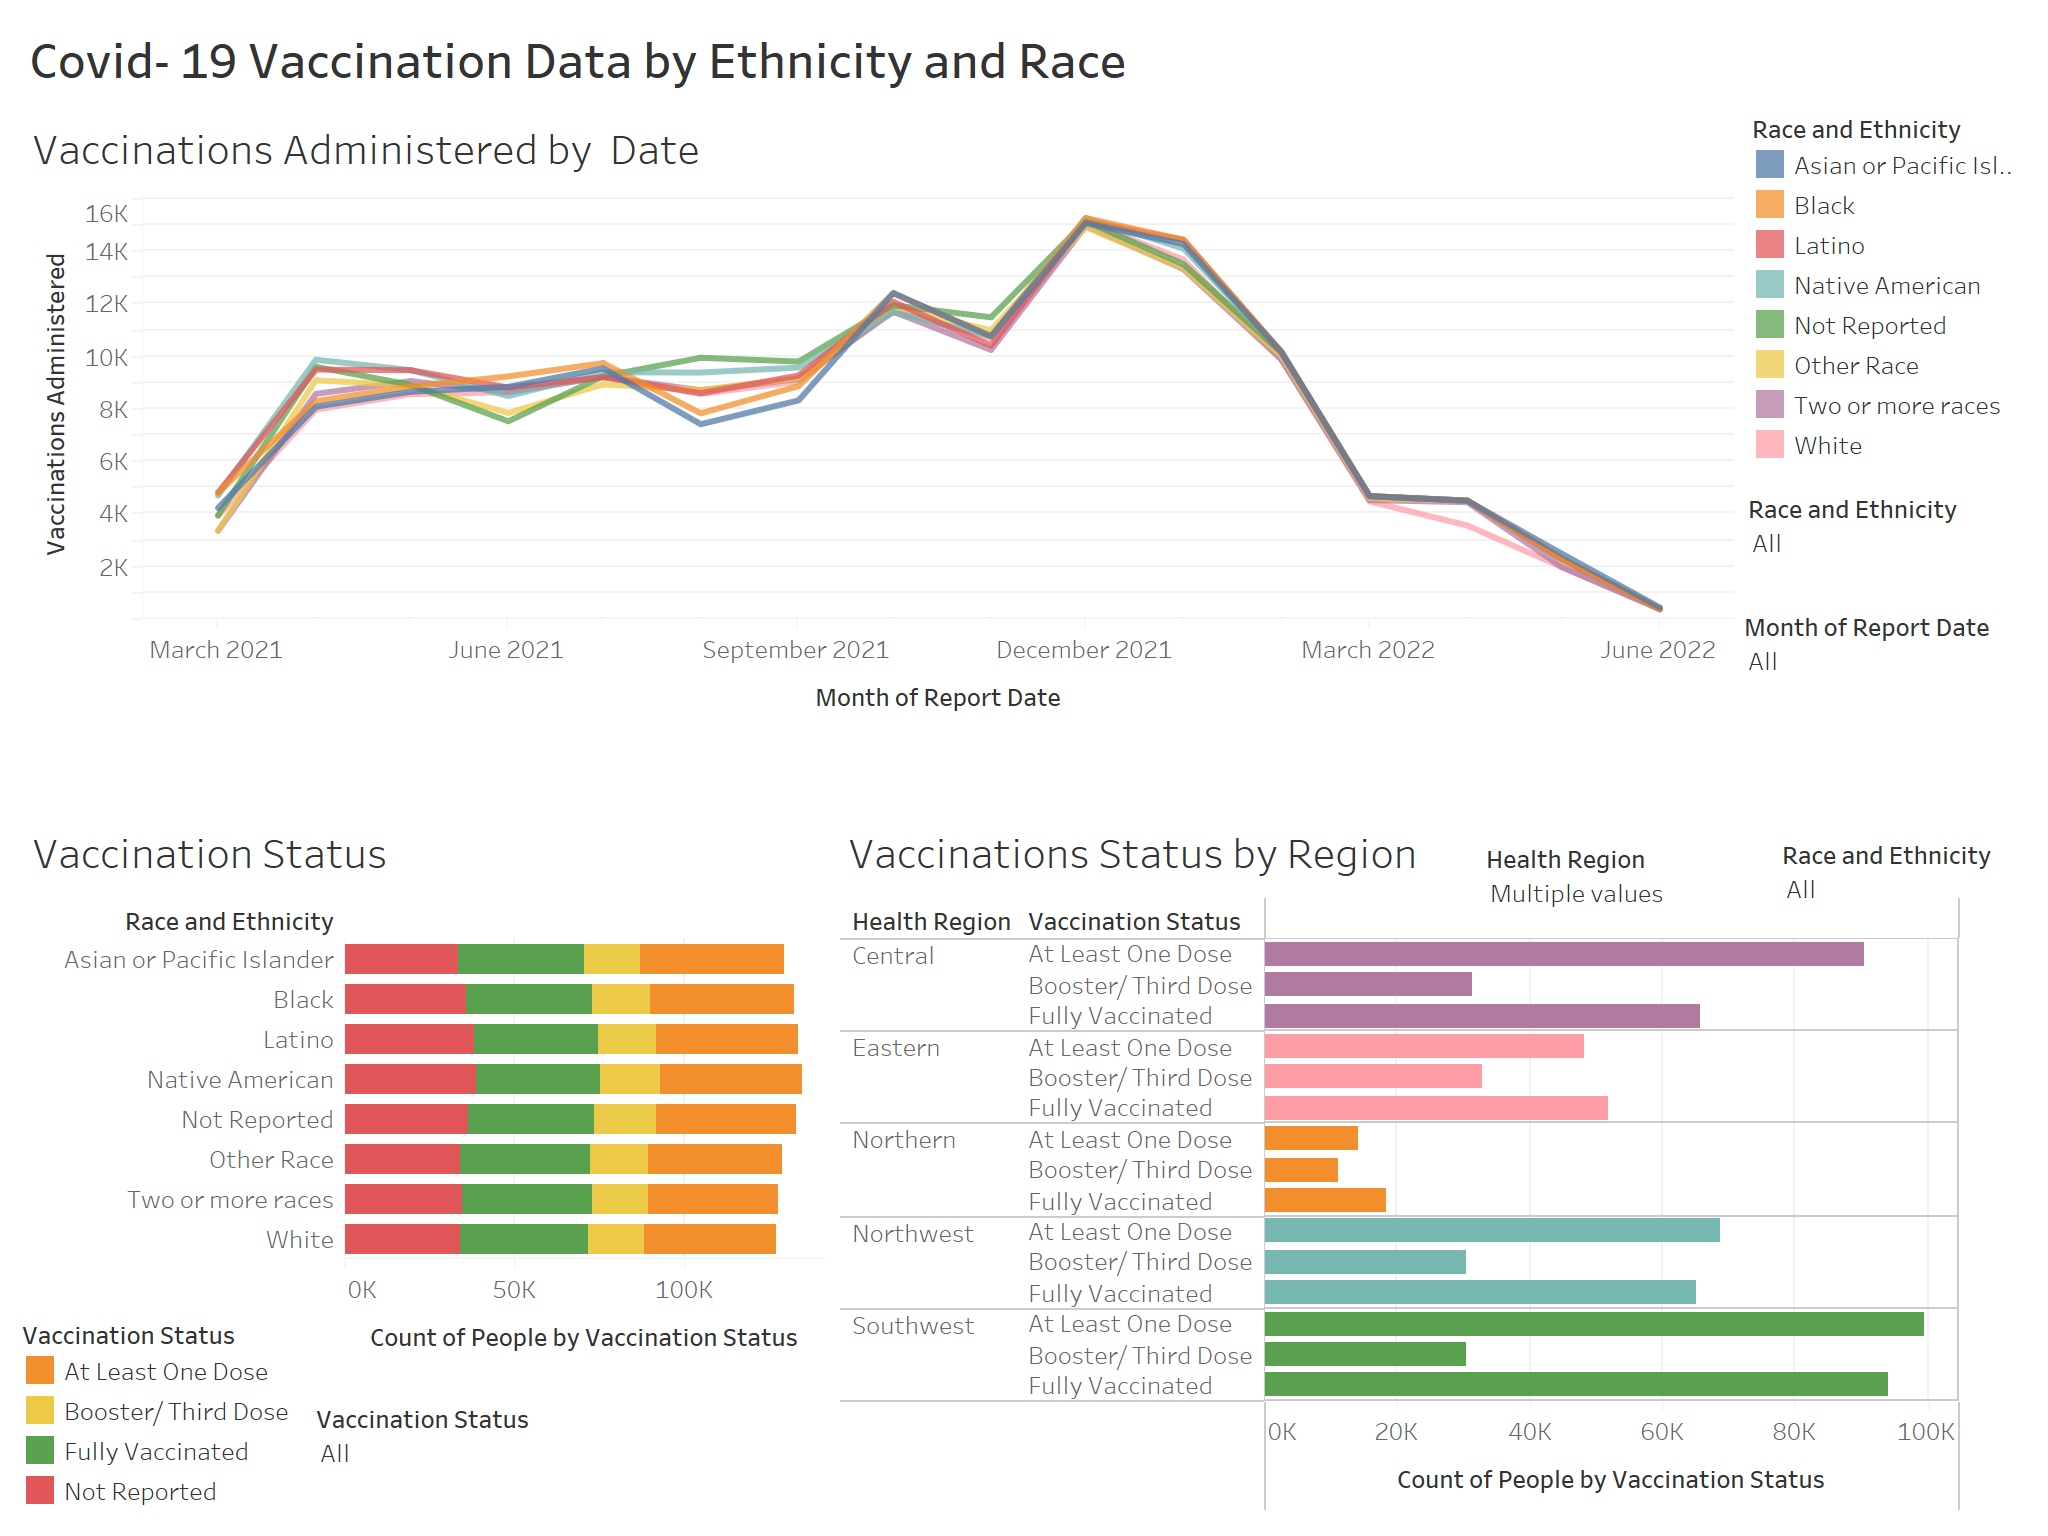 Covid- 19 Vaccination Data by Ethnicity and Race
Vaccinations Administered by Date
Vaccinations Administered
16K
14K
12K
10K
8K
6K
4K
2K
March 2021 June 2021 September 2021 December 2021 March 2022 June 2022
Month of Report Date
Race and Ethnicity
Asian or Pacific Isl..
Black
Latino
Native American
Not Reported
Other Race
Two or more races
White
Race and Ethnicity
All
Month of Report Date
All
Vaccination Status
Race and Ethnicity
Asian or Pacific Islander
Black
Latino
Native American
Not Reported
Other Race
Two or more races
White
0K 50K 100K
Count of People by Vaccination Status
Vaccination Status
At Least One Dose
Booster/ Third Dose
Fully Vaccinated
Not Reported
Vaccination Status
All
Vaccinations Status by Region
Health Region
Multiple values
Race and Ethnicity
All
Health Region Vaccination Status
Central At Least One Dose
Booster/ Third Dose
Fully Vaccinated
Eastern At Least One Dose
Booster/ Third Dose
Fully Vaccinated
Northern At Least One Dose
Booster/ Third Dose
Fully Vaccinated
Northwest At Least One Dose
Booster/ Third Dose
Fully Vaccinated
Southwest At Least One Dose
Booster/ Third Dose
Fully Vaccinated
0K 20K 40K 60K 80K 100K
Count of People by Vaccination Status